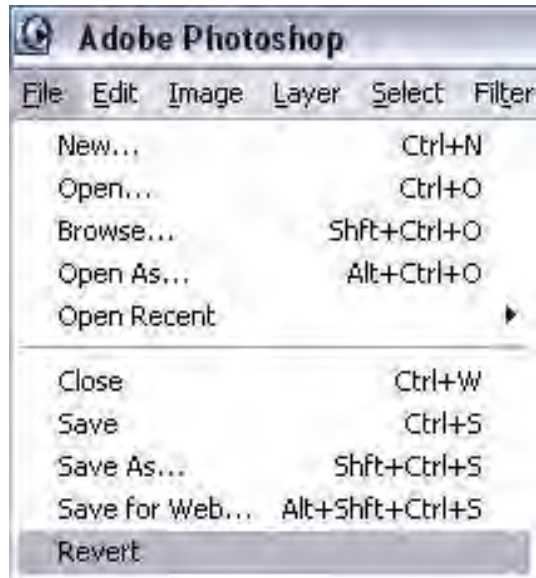 Adobe Photoshop
File Edit Image Layer Select Filter
New... Ctrl+N
Open... Ctrl+O
Browse... Shft+Ctrl+O
Open As... Alt+Ctrl+O
Open Recent
Close Ctrl+W
Save Ctrl+S
Save As... Shft+Ctrl+S
Save for Web... Alt+Shft+Ctrl+S
Revert